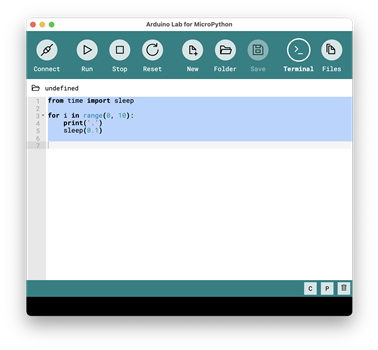 Arduino Lab for MicroPython
Connect Run Stop Reset New Folder Save Terminal Files
undefined
1 from time import sleep
2
3 for i in range(0, 10):
4     print('.')
5     sleep(0.1)
6
7
C P